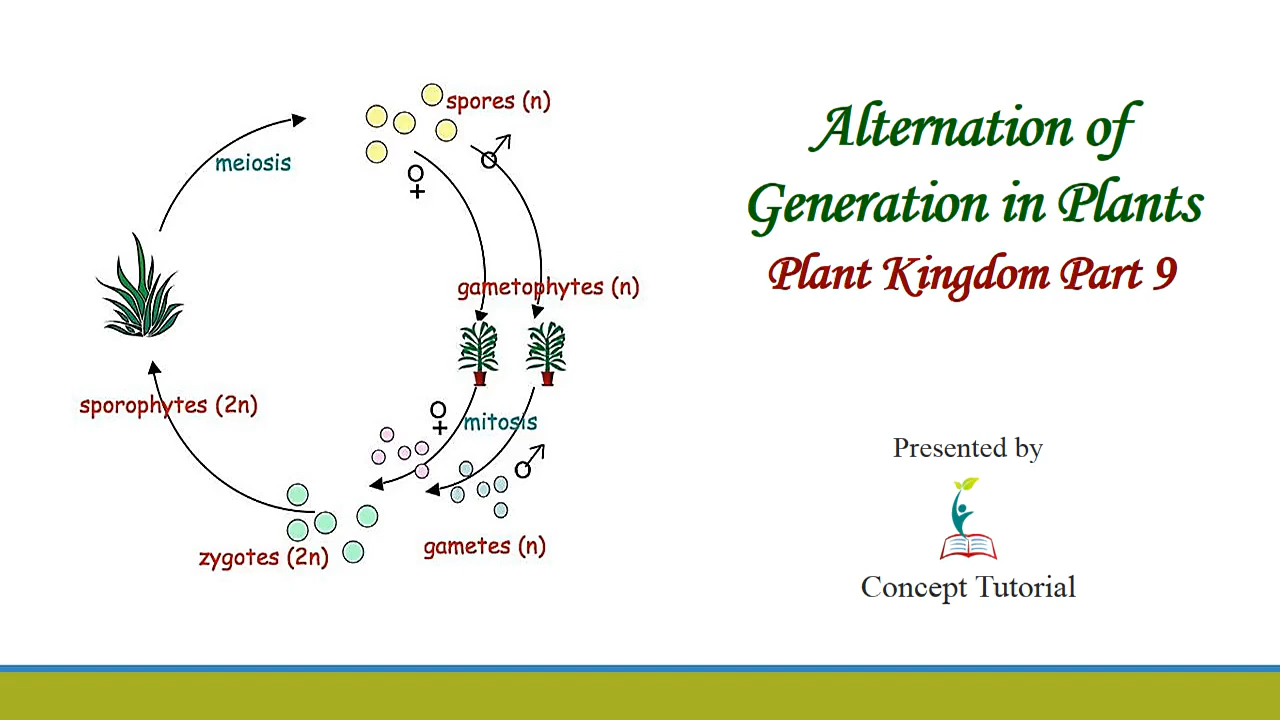 spores (n)
meiosis
gametophytes (n)
sporophytes (2n)
mitosis
zygotes (2n)
gametes (n)
Alternation of
Generation in Plants
Plant Kingdom Part 9
Presented by
Concept Tutorial